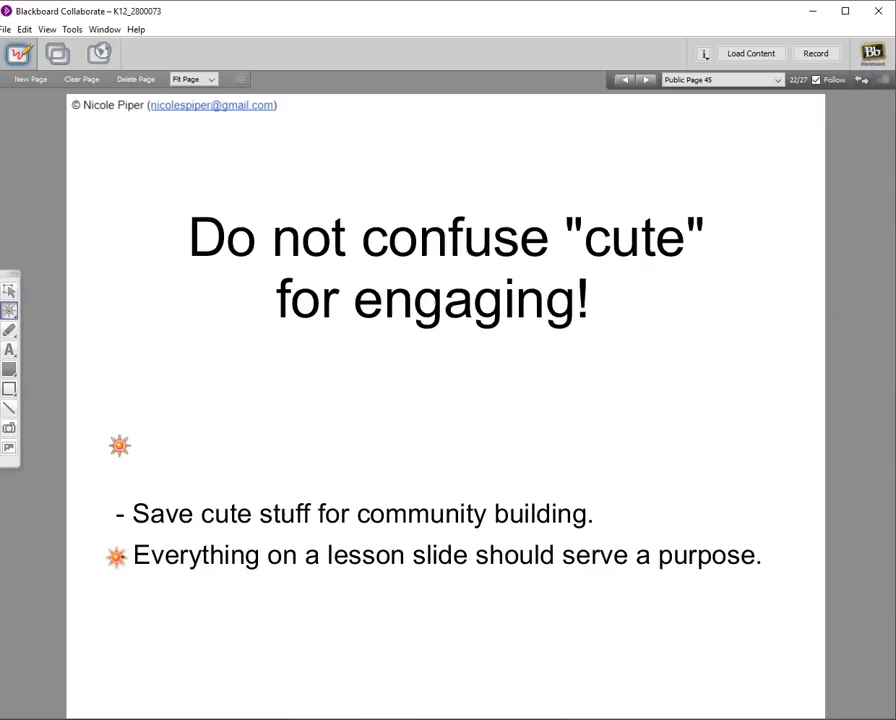 Blackboard Collaborate – K12_2800073
File Edit View Tools Window Help
i Load Content Record Bb
Blackboard
New Page Clear Page Delete Page Fit Page Public Page 45 22/27 Follow
© Nicole Piper (nicolespiper@gmail.com)
Do not confuse "cute"
for engaging!
A
- Save cute stuff for community building.
- Everything on a lesson slide should serve a purpose.